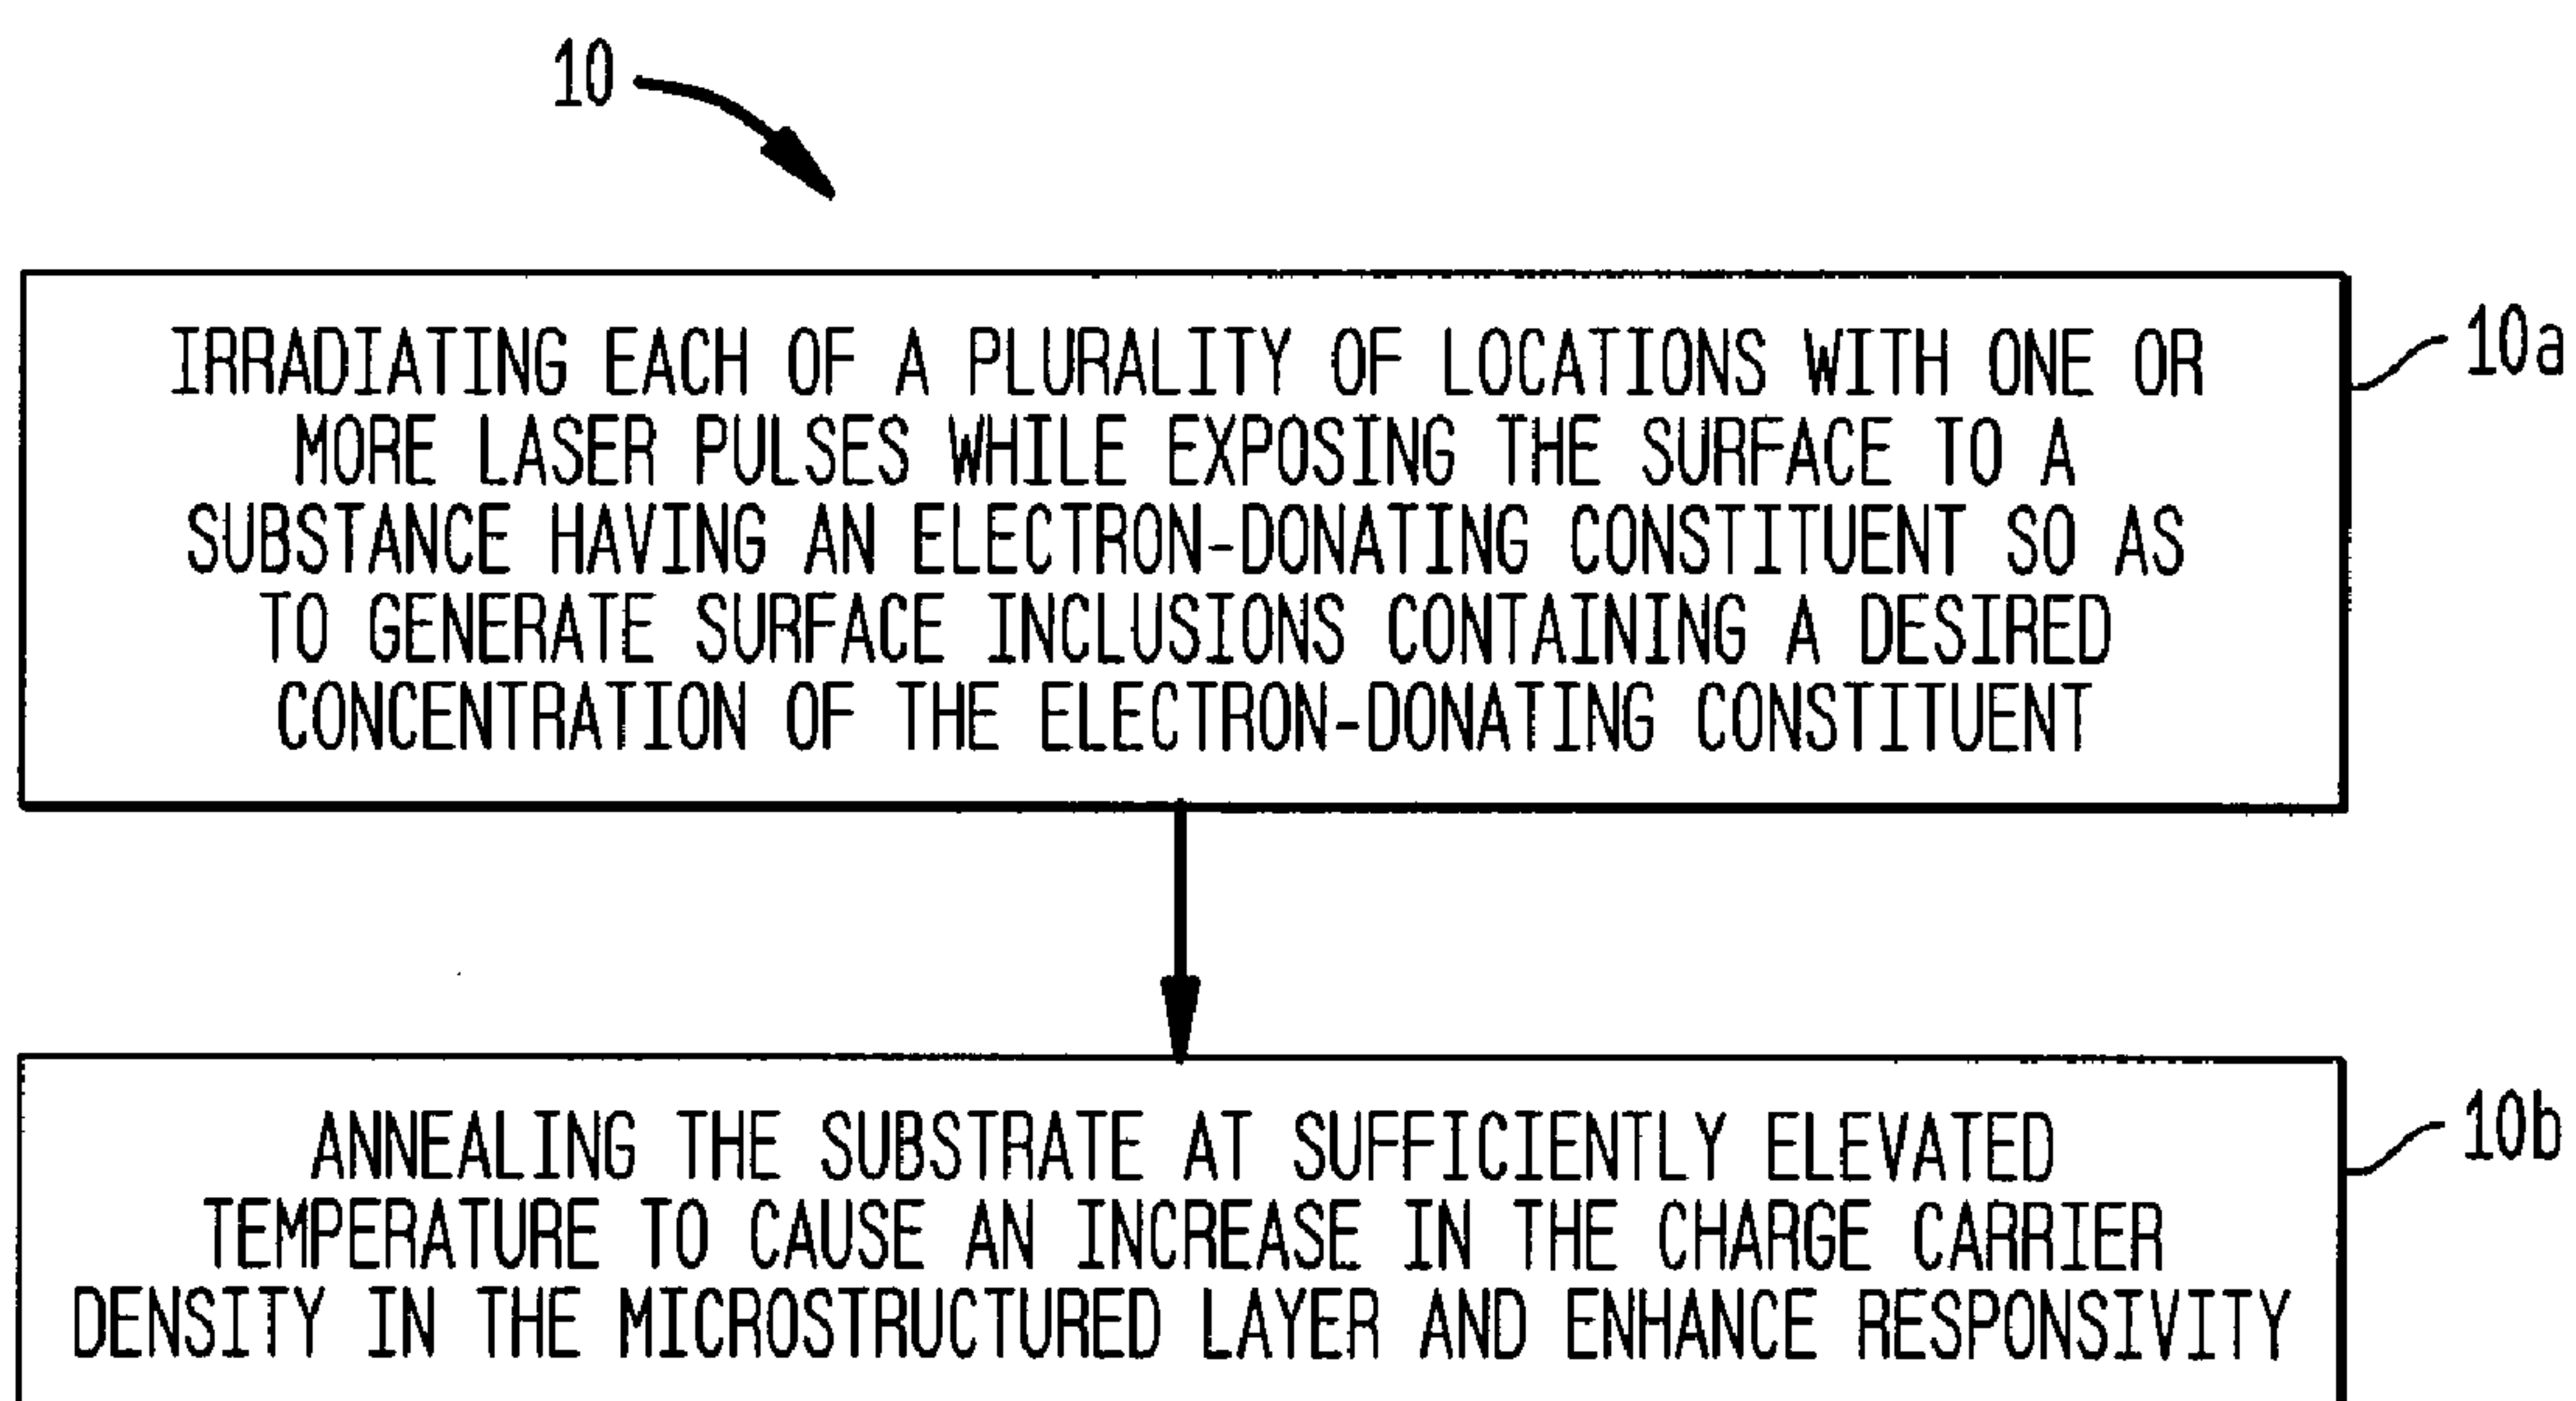 10
IRRADIATING EACH OF A PLURALITY OF LOCATIONS WITH ONE OR
MORE LASER PULSES WHILE EXPOSING THE SURFACE TO A
SUBSTANCE HAVING AN ELECTRON-DONATING CONSTITUENT SO AS
TO GENERATE SURFACE INCLUSIONS CONTAINING A DESIRED
CONCENTRATION OF THE ELECTRON-DONATING CONSTITUENT
10a
ANNEALING THE SUBSTRATE AT SUFFICIENTLY ELEVATED
TEMPERATURE TO CAUSE AN INCREASE IN THE CHARGE CARRIER
DENSITY IN THE MICROSTRUCTURED LAYER AND ENHANCE RESPONSIVITY
10b